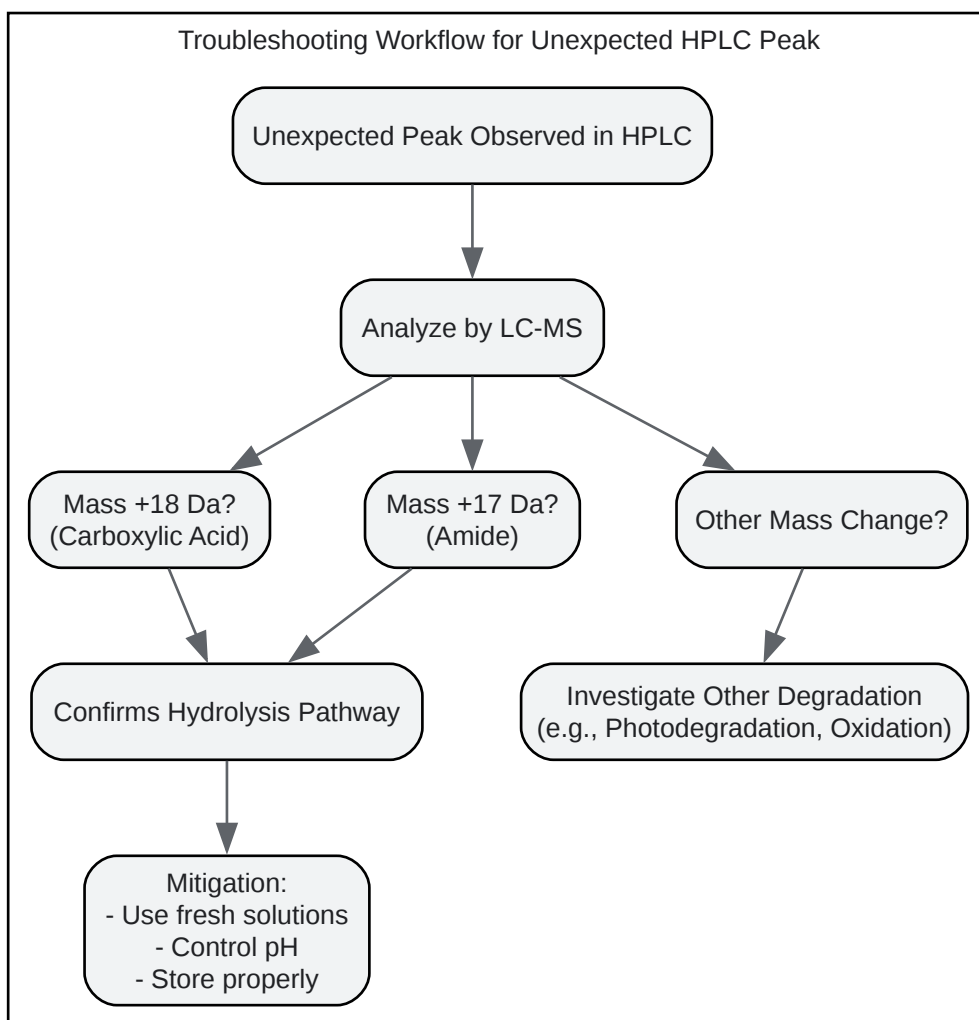 Troubleshooting Workflow for Unexpected HPLC Peak
Unexpected Peak Observed in HPLC
Analyze by LC-MS
Mass +18 Da?
(Carboxylic Acid)
Mass +17 Da?
(Amide)
Other Mass Change?
Confirms Hydrolysis Pathway
Investigate Other Degradation
(e.g., Photodegradation, Oxidation)
Mitigation:
- Use fresh solutions
- Control pH
- Store properly